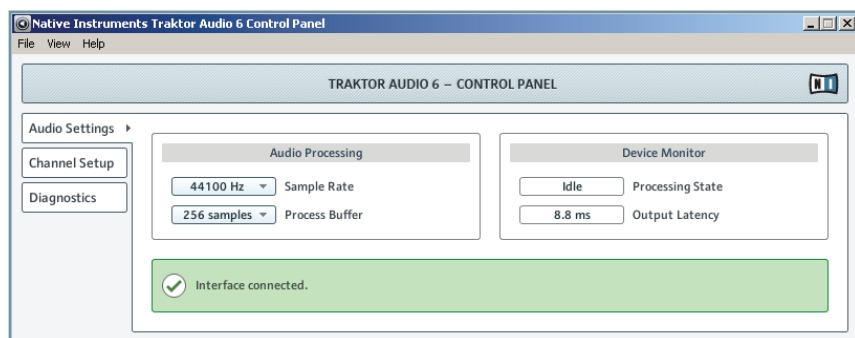 Native Instruments Traktor Audio 6 Control Panel
File View Help
TRAKTOR AUDIO 6 – CONTROL PANEL
NI
Audio Settings
Channel Setup
Diagnostics
Audio Processing
44100 Hz Sample Rate
256 samples Process Buffer
Device Monitor
Idle Processing State
8.8 ms Output Latency
Interface connected.